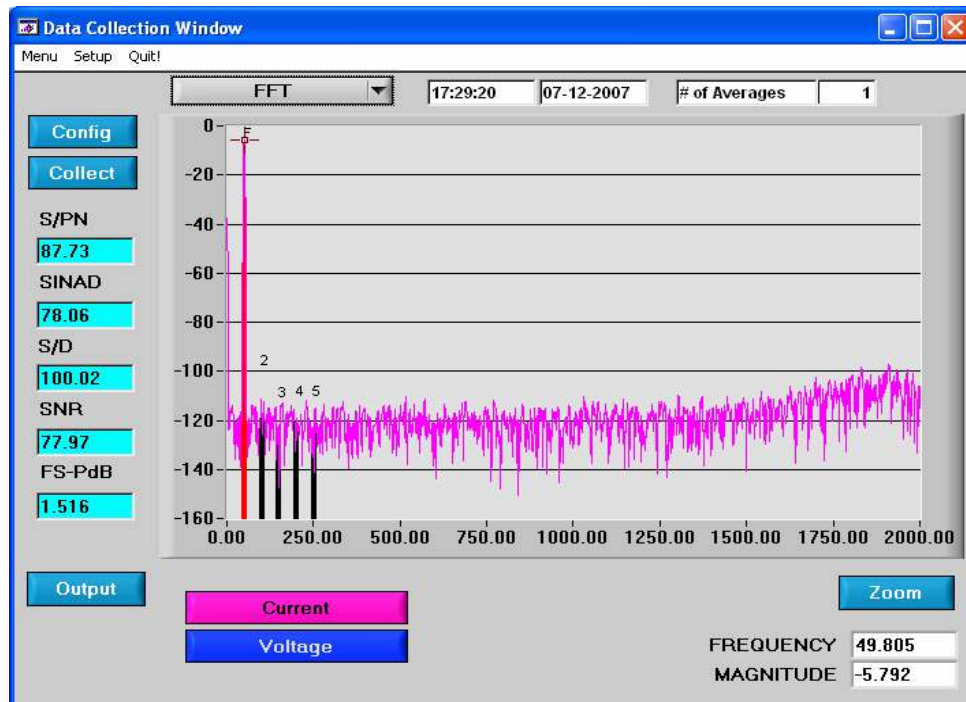 Data Collection Window
Menu Setup Quit!
FFT 17:29:20 07-12-2007 # of Averages 1
Config
Collect
S/PN
87.73
SINAD
78.06
S/D
100.02
SNR
77.97
FS-PdB
1.516
Output
0
-20
-40
-60
-80
-100
-120
-140
-160
F
2
3 4 5
0.00 250.00 500.00 750.00 1000.00 1250.00 1500.00 1750.00 2000.00
Current
Voltage
Zoom
FREQUENCY 49.805
MAGNITUDE -5.792